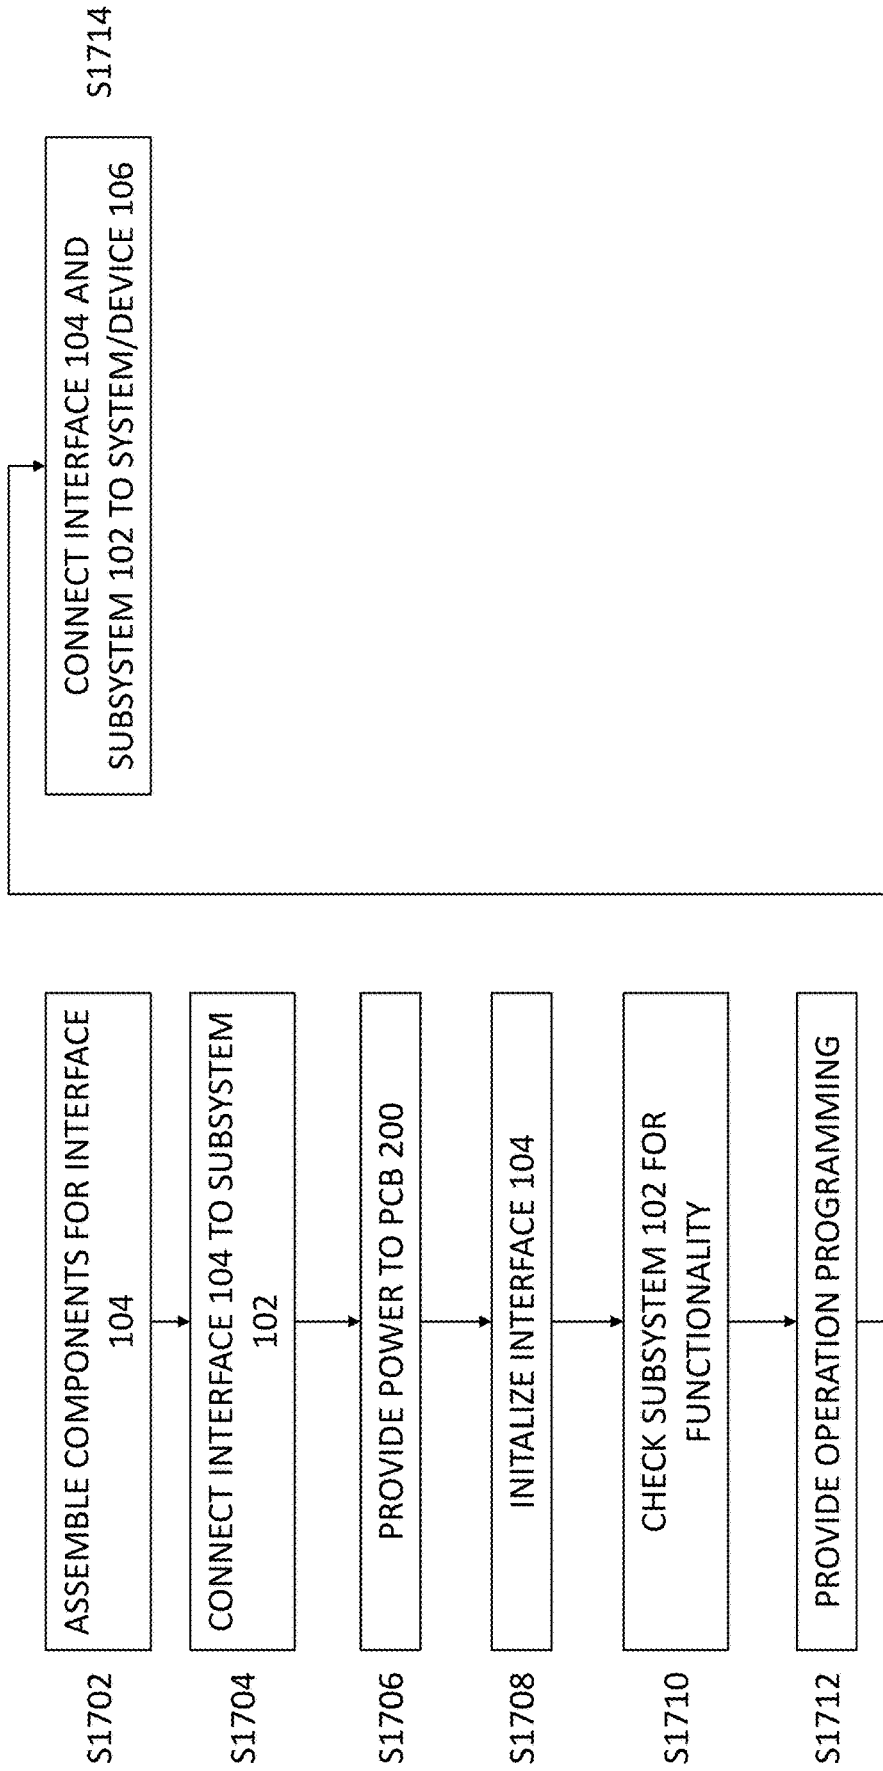 S1702
ASSEMBLE COMPONENTS FOR INTERFACE
104
S1704
CONNECT INTERFACE 104 TO SUBSYSTEM
102
S1706
PROVIDE POWER TO PCB 200
S1708
INITALIZE INTERFACE 104
S1710
CHECK SUBSYSTEM 102 FOR
FUNCTIONALITY
S1712
PROVIDE OPERATION PROGRAMMING
CONNECT INTERFACE 104 AND
SUBSYSTEM 102 TO SYSTEM/DEVICE 106
S1714